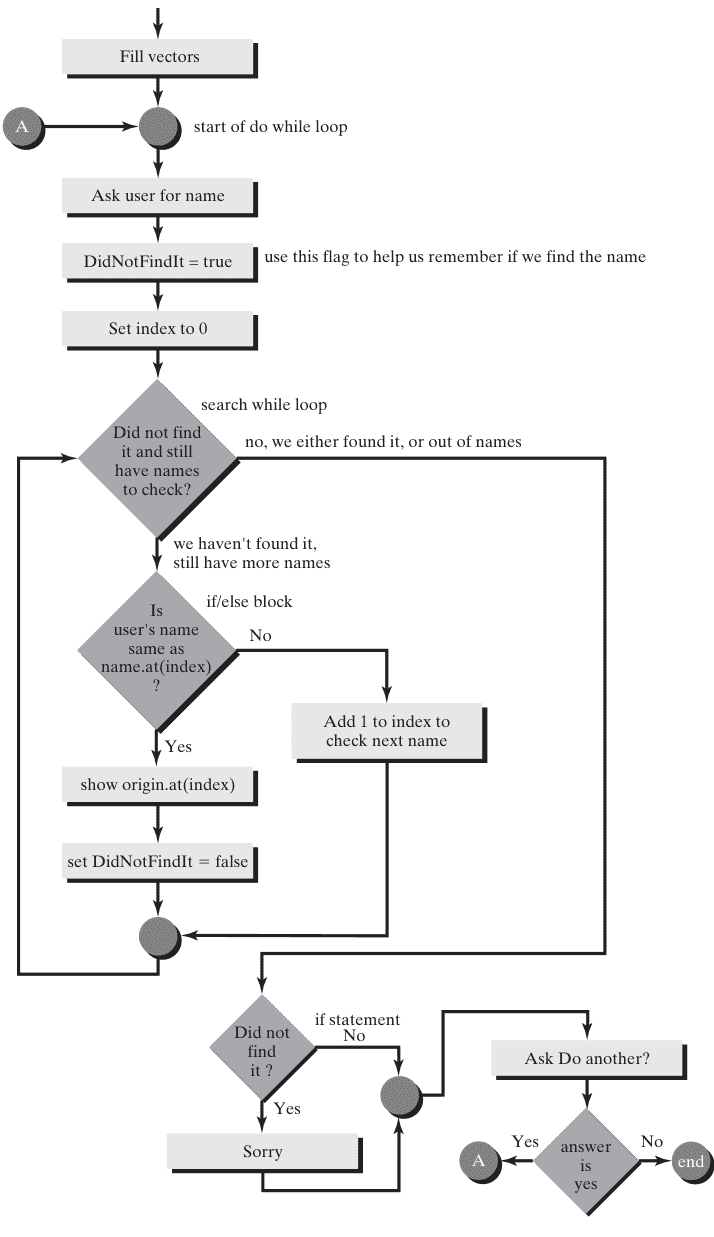 Fill vectors
A
start of do while loop
Ask user for name
DidNotFindIt = true
use this flag to help us remember if we find the name
Set index to 0
search while loop
Did not find
it and still
have names
to check?
no, we either found it, or out of names
we haven't found it,
still have more names
if/else block
Is
user's name
same as
name.at(index)
?
No
Add 1 to index to
check next name
Yes
show origin.at(index)
set DidNotFindIt = false
Did not
find
it ?
if statement
No
Yes
Sorry
Ask Do another?
answer
is
yes
Yes
A
No
end